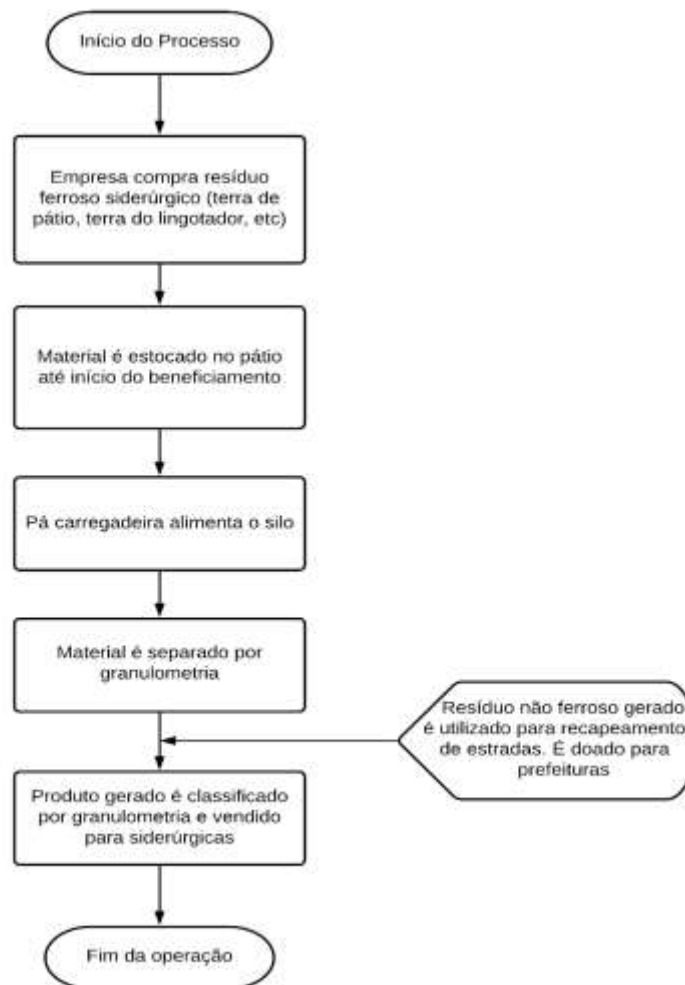 Início do Processo
Empresa compra resíduo
ferroso siderúrgico (terra de
pátio, terra do lingotador, etc)
Material é estocado no pátio
até início do beneficiamento
Pá carregadeira alimenta o silo
Material é separado por
granulometria
Resíduo não ferroso gerado
é utilizado para recapeamento
de estradas. É doado para
prefeituras
Produto gerado é classificado
por granulometria e vendido
para siderúrgicas
Fim da operação